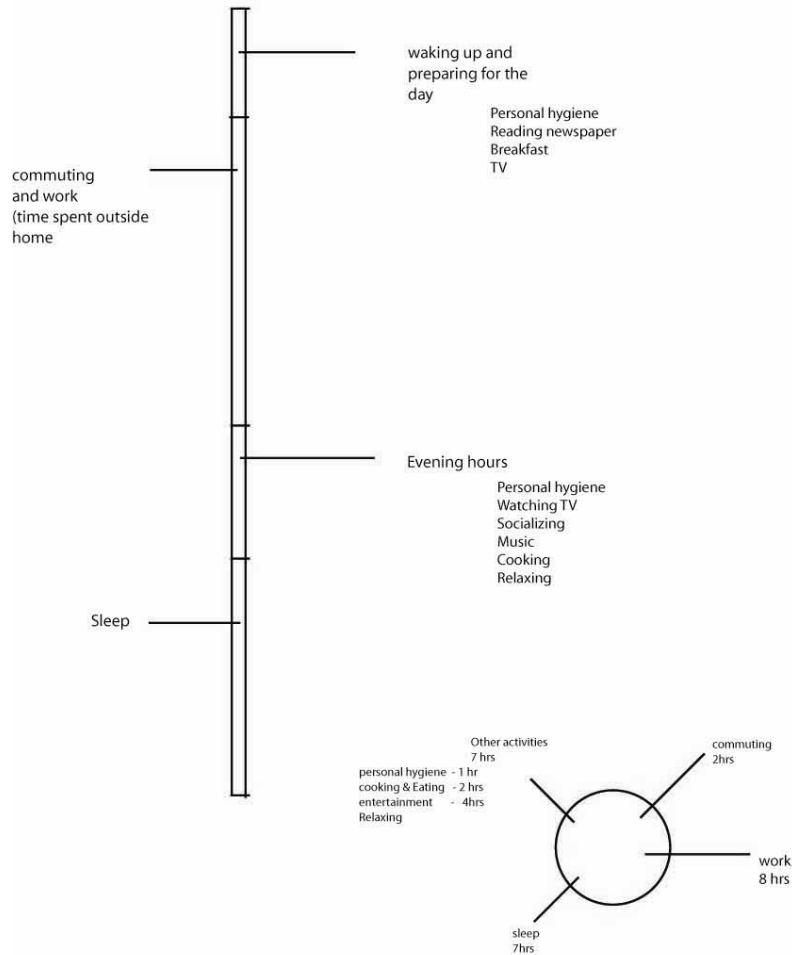 waking up and
preparing for the
day
Personal hygiene
Reading newspaper
Breakfast
TV
commuting
and work
(time spent outside
home
Evening hours
Personal hygiene
Watching TV
Socializing
Music
Cooking
Relaxing
Sleep
Other activities
7 hrs
personal hygiene - 1 hr
cooking & Eating - 2 hrs
entertainment - 4hrs
Relaxing
commuting
2hrs
work
8 hrs
sleep
7hrs